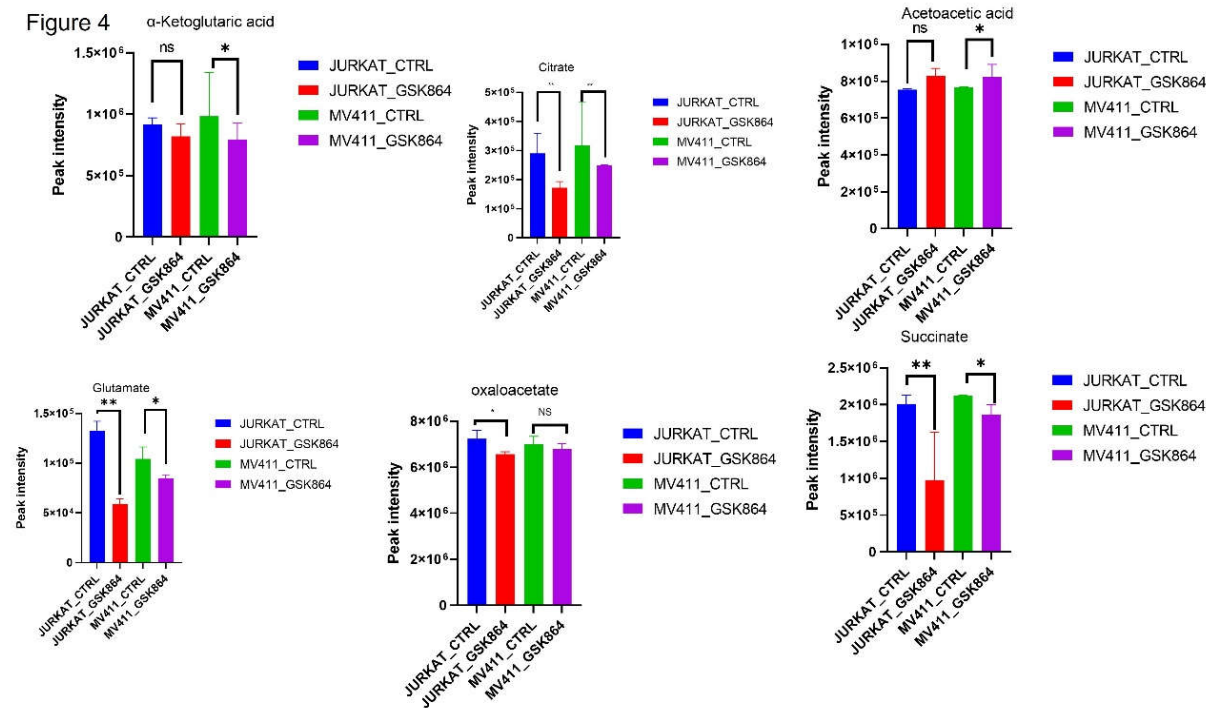 Figure 4
α-Ketoglutaric acid
1.5×10⁶
1×10⁶
5×10⁵
0
Peak intensity
ns
*
JURKAT_CTRL
JURKAT_GSK864
MV411_CTRL
MV411_GSK864
JURKAT_CTRL
JURKAT_GSK864
MV411_CTRL
MV411_GSK864
Citrate
5×10⁵
4×10⁵
3×10⁵
2×10⁵
1×10⁵
0
Peak intensity
JURKAT_CTRL
JURKAT_GSK864
MV411_CTRL
MV411_GSK864
JURKAT_CTRL
JURKAT_GSK864
MV411_CTRL
MV411_GSK864
Acetoacetic acid
1×10⁶
8×10⁵
6×10⁵
4×10⁵
2×10⁵
0
Peak intensity
ns
*
JURKAT_CTRL
JURKAT_GSK864
MV411_CTRL
MV411_GSK864
JURKAT_CTRL
JURKAT_GSK864
MV411_CTRL
MV411_GSK864
Glutamate
1.5×10⁵
1×10⁵
5×10⁴
0
Peak intensity
**
*
JURKAT_CTRL
JURKAT_GSK864
MV411_CTRL
MV411_GSK864
JURKAT_CTRL
JURKAT_GSK864
MV411_CTRL
MV411_GSK864
oxaloacetate
8×10⁶
6×10⁶
4×10⁶
2×10⁶
0
Peak intensity
*
NS
JURKAT_CTRL
JURKAT_GSK864
MV411_CTRL
MV411_GSK864
JURKAT_CTRL
JURKAT_GSK864
MV411_CTRL
MV411_GSK864
Succinate
2.5×10⁶
2×10⁶
1.5×10⁶
1×10⁶
5×10⁵
0
Peak intensity
**
*
JURKAT_CTRL
JURKAT_GSK864
MV411_CTRL
MV411_GSK864
JURKAT_CTRL
JURKAT_GSK864
MV411_CTRL
MV411_GSK864